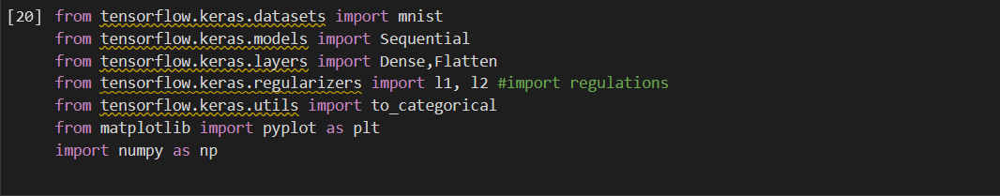 [20] from tensorflow.keras.datasets import mnist
from tensorflow.keras.models import Sequential
from tensorflow.keras.layers import Dense,Flatten
from tensorflow.keras.regularizers import l1, l2 #import regulations
from tensorflow.keras.utils import to_categorical
from matplotlib import pyplot as plt
import numpy as np